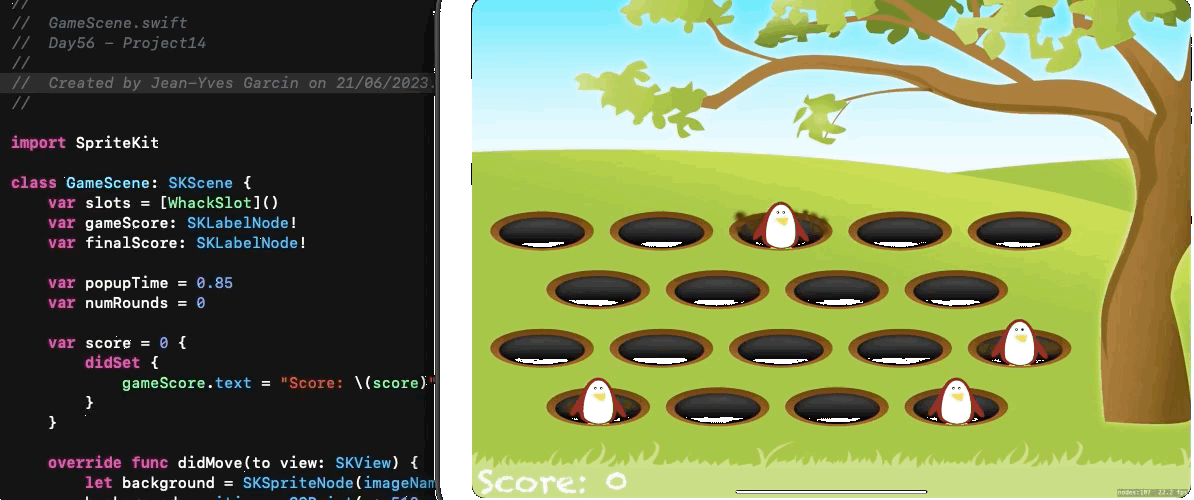 //
// GameScene.swift
// Day56 - Project14
//
// Created by Jean-Yves Garcin on 21/06/2023.
//
import SpriteKit
class GameScene: SKScene {
var slots = [WhackSlot]()
var gameScore: SKLabelNode!
var finalScore: SKLabelNode!
var popupTime = 0.85
var numRounds = 0
var score = 0 {
didSet {
gameScore.text = "Score: \(score)"
}
}
override func didMove(to view: SKView) {
let background = SKSpriteNode(imageNam
Score: 0